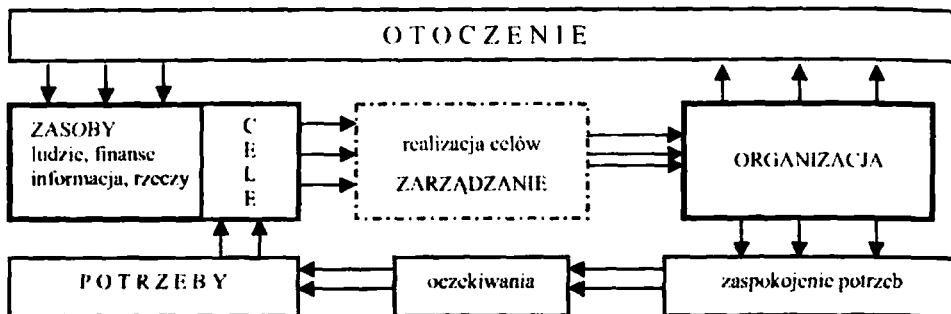 OTOCZENIE
ZASOBY
ludzie, finanse
informacja, rzeczy
C
E
L
E
realizacja celów
ZARZĄDZANIE
ORGANIZACJA
POTRZEBY
oczekiwania
zaspokojenie potrzeb